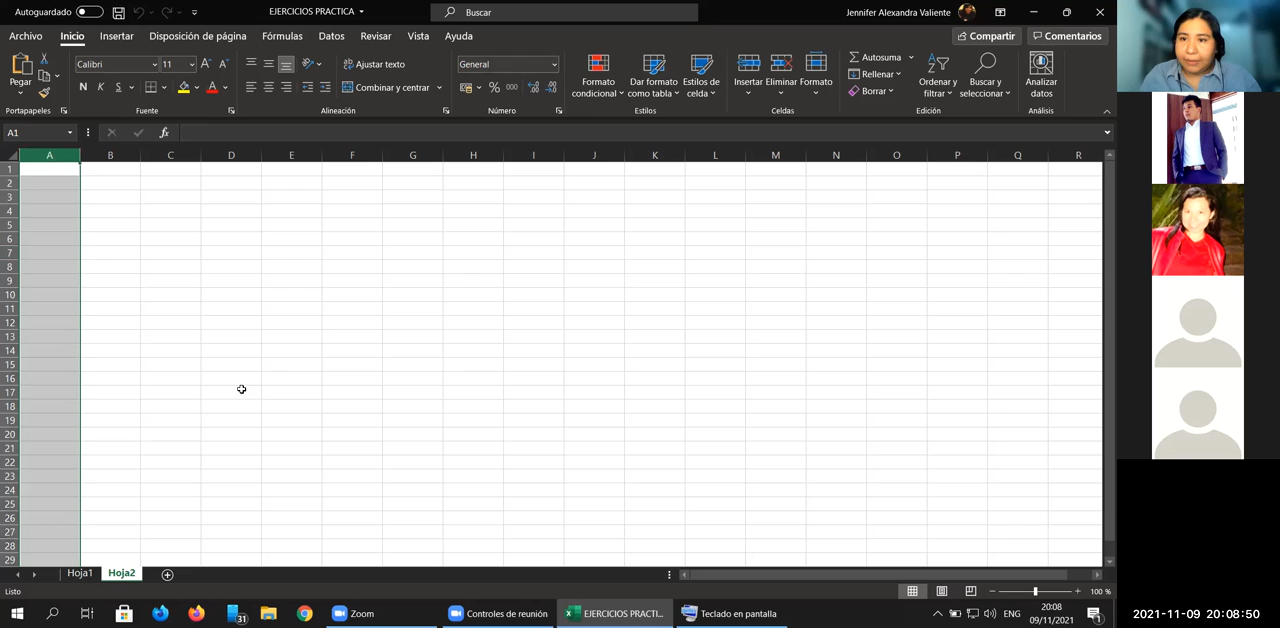 Autoguardado
EJERCICIOS PRACTICA
Buscar
Jennifer Alexandra Valiente
Archivo Inicio Insertar Disposición de página Fórmulas Datos Revisar Vista Ayuda
Compartir Comentarios
Pegar
Calibri 11
Ajustar texto
General
Formato condicional
Dar formato como tabla
Estilos de celda
Insertar Eliminar Formato
Autosuma
Rellenar
Borrar
Ordenar y filtrar
Buscar y seleccionar
Analizar datos
N K S
Combinar y centrar
% 000
Portapapeles Fuente Alineación Número Estilos Celdas Edición Análisis
A1 fx
A B C D E F G H I J K L M N O P Q R
1
2
3
4
5
6
7
8
9
10
11
12
13
14
15
16
17
18
19
20
21
22
23
24
25
26
27
28
29
Hoja1 Hoja2
Listo
100 %
31
Zoom
Controles de reunión
EJERCICIOS PRACTI...
Teclado en pantalla
ENG
20:08
09/11/2021
1
2021-11-09 20:08:50